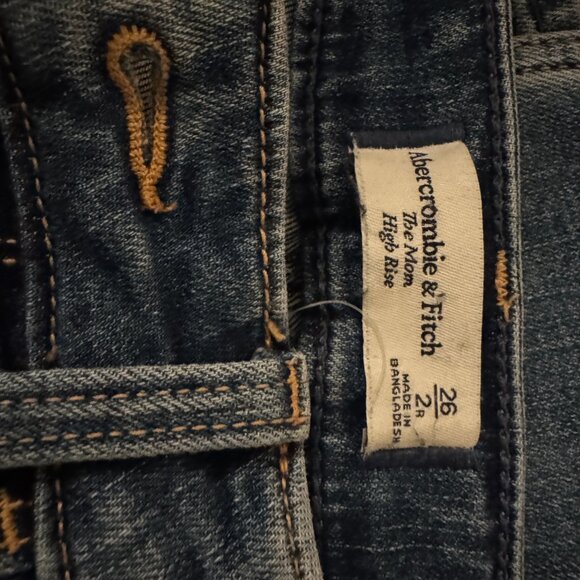 Abercrombie & Fitch
The Mom
High Rise
26
2R
MADE IN
BANGLADESH